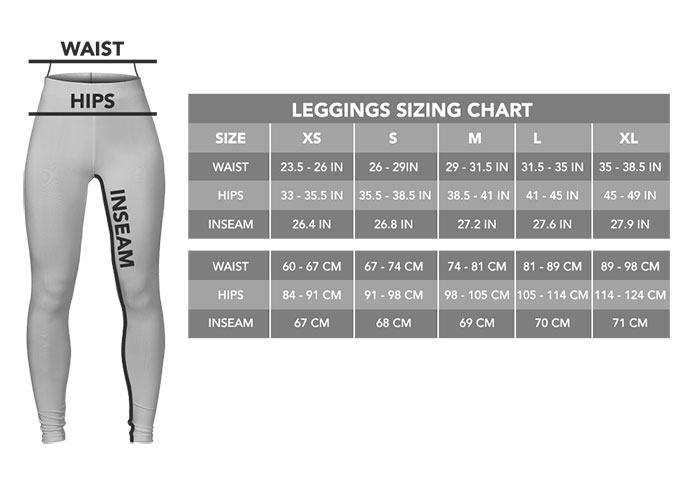 WAIST
HIPS
INSEAM
LEGGINGS SIZING CHART
SIZE XS S M L XL
WAIST 23.5 - 26 IN 26 - 29IN 29 - 31.5 IN 31.5 - 35 IN 35 - 38.5 IN
HIPS 33 - 35.5 IN 35.5 - 38.5 IN 38.5 - 41 IN 41 - 45 IN 45 - 49 IN
INSEAM 26.4 IN 26.8 IN 27.2 IN 27.6 IN 27.9 IN
WAIST 60 - 67 CM 67 - 74 CM 74 - 81 CM 81 - 89 CM 89 - 98 CM
HIPS 84 - 91 CM 91 - 98 CM 98 - 105 CM 105 - 114 CM 114 - 124 CM
INSEAM 67 CM 68 CM 69 CM 70 CM 71 CM